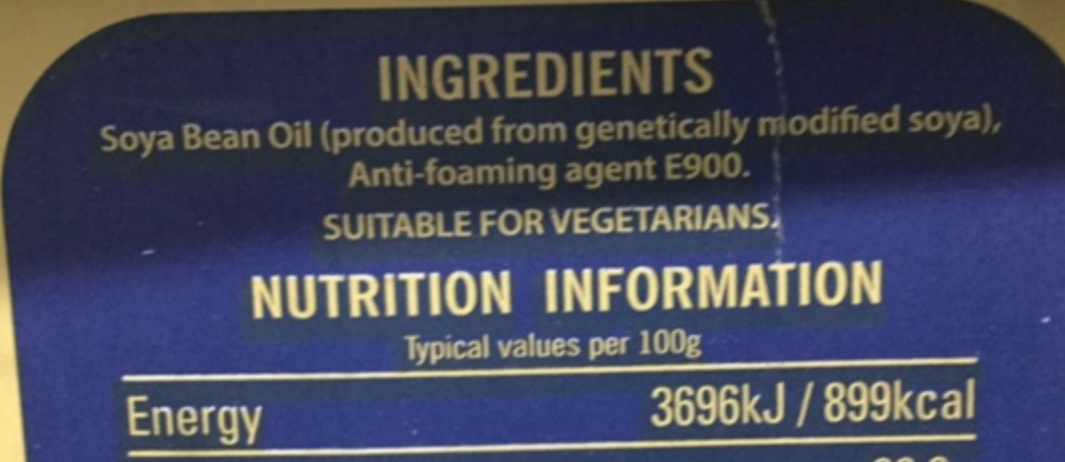 INGREDIENTS
Soya Bean Oil (produced from genetically modified soya),
Anti-foaming agent E900.
SUITABLE FOR VEGETARIANS.
NUTRITION INFORMATION
Typical values per 100g
Energy 3696kJ / 899kcal